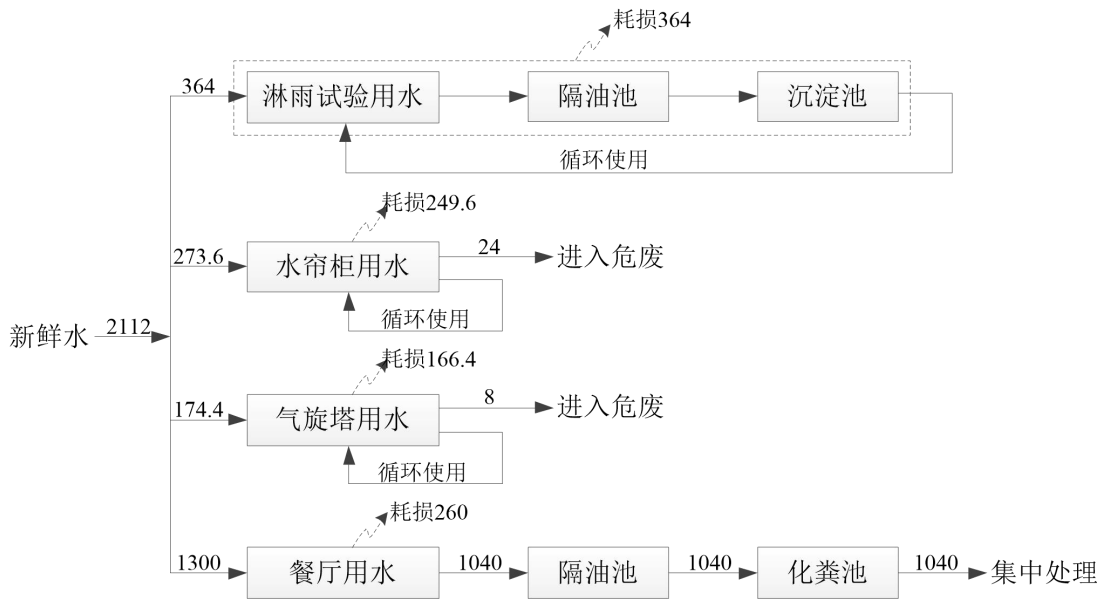 耗损364
364
淋雨试验用水
隔油池
沉淀池
循环使用
耗损249.6
273.6
水帘柜用水
24
进入危废
循环使用
新鲜水
2112
耗损166.4
174.4
气旋塔用水
8
进入危废
循环使用
耗损260
1300
餐厅用水
1040
隔油池
1040
化粪池
1040
集中处理